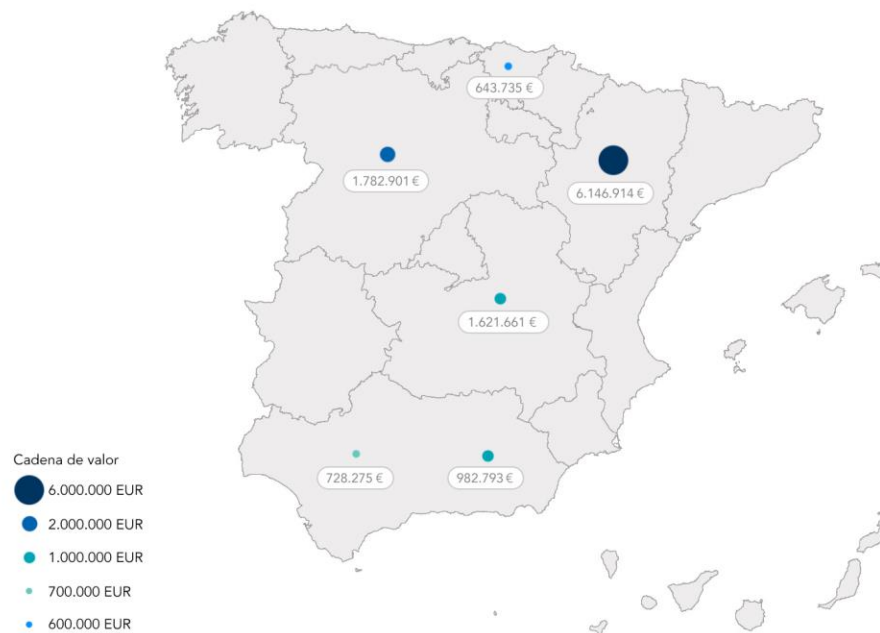 643.735 €
1.782.901 €
6.146.914 €
1.621.661 €
728.275 €
982.793 €
Cadena de valor
6.000.000 EUR
2.000.000 EUR
1.000.000 EUR
700.000 EUR
600.000 EUR